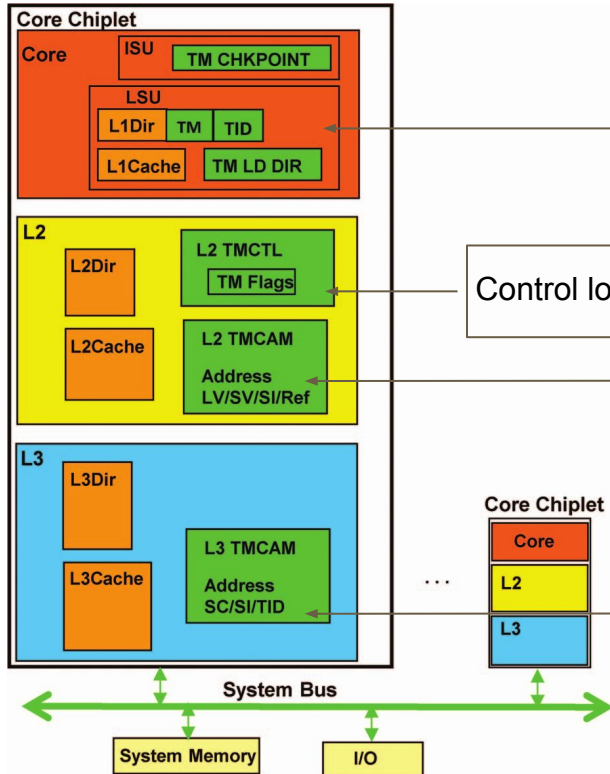 Core Chiplet
Core
ISU
TM CHKPOINT
LSU
L1Dir TM TID
L1Cache TM LD DIR
L2
L2Dir
L2 TMCTL
TM Flags
Control lo
L2Cache
L2 TMCAM
Address
LV/SV/SI/Ref
L3
L3Dir
L3Cache
L3 TMCAM
Address
SC/SI/TID
...
Core Chiplet
Core
L2
L3
System Bus
System Memory
I/O